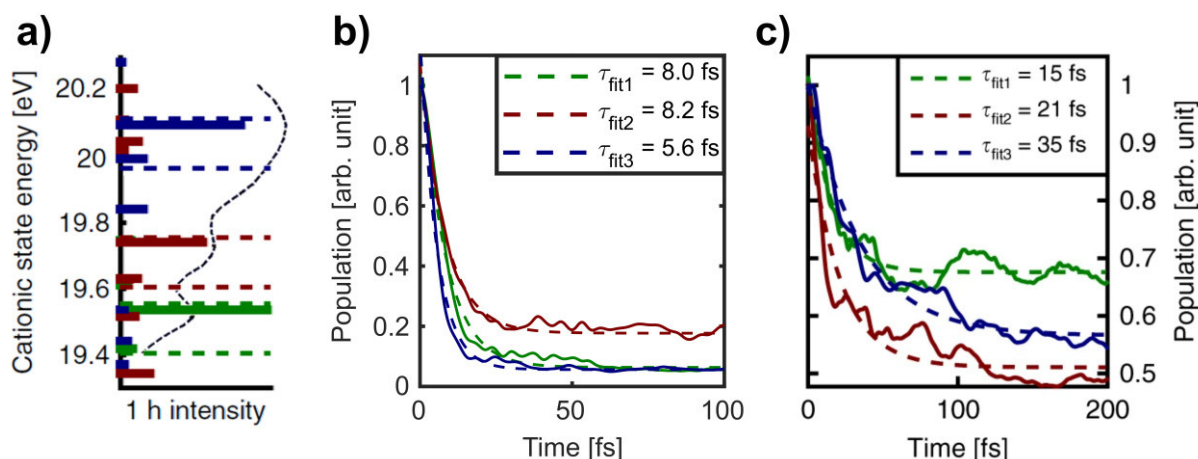 a)
Cationic state energy [eV]
20.2
20
19.8
19.6
19.4
1 h intensity
b)
Population [arb. unit]
1
0.8
0.6
0.4
0.2
0
τfit1 = 8.0 fs
τfit2 = 8.2 fs
τfit3 = 5.6 fs
0
50
100
Time [fs]
c)
τfit1 = 15 fs
τfit2 = 21 fs
τfit3 = 35 fs
1
0.9
0.8
0.7
0.6
0.5
Population [arb. unit]
0
100
200
Time [fs]